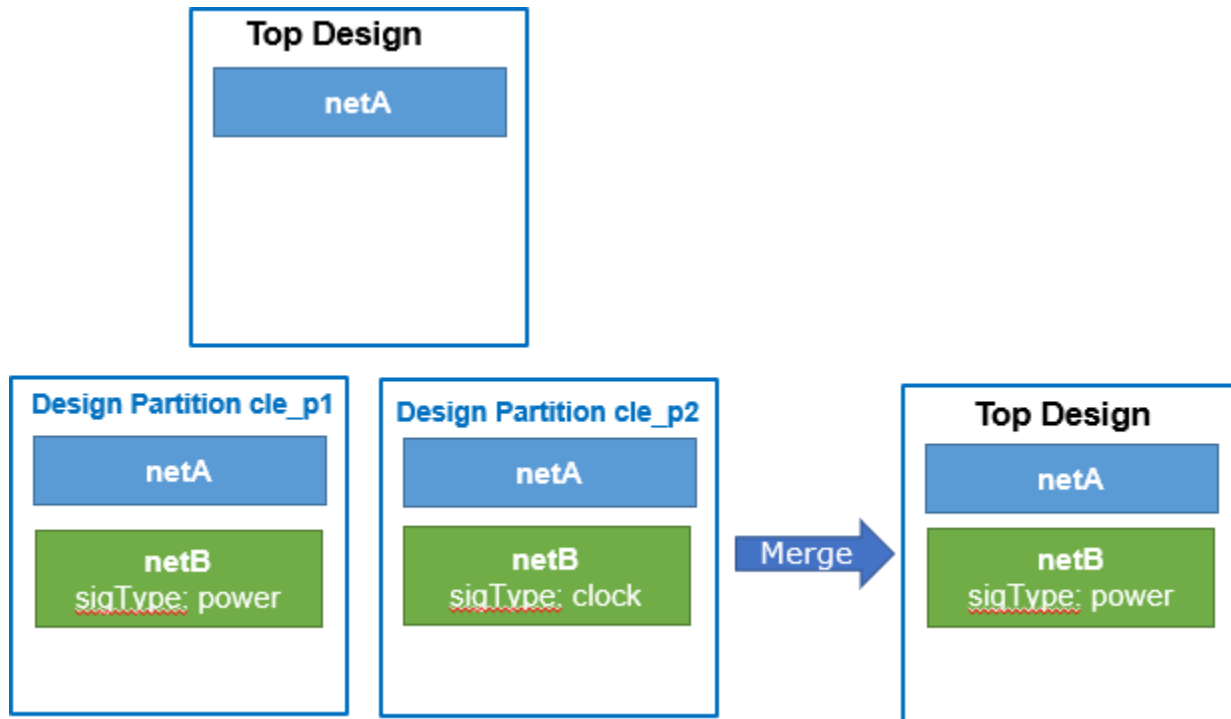 Top Design
netA
Design Partition cle_p1
netA
netB
sigType: power
Design Partition cle_p2
netA
netB
sigType: clock
Merge
Top Design
netA
netB
sigType: power